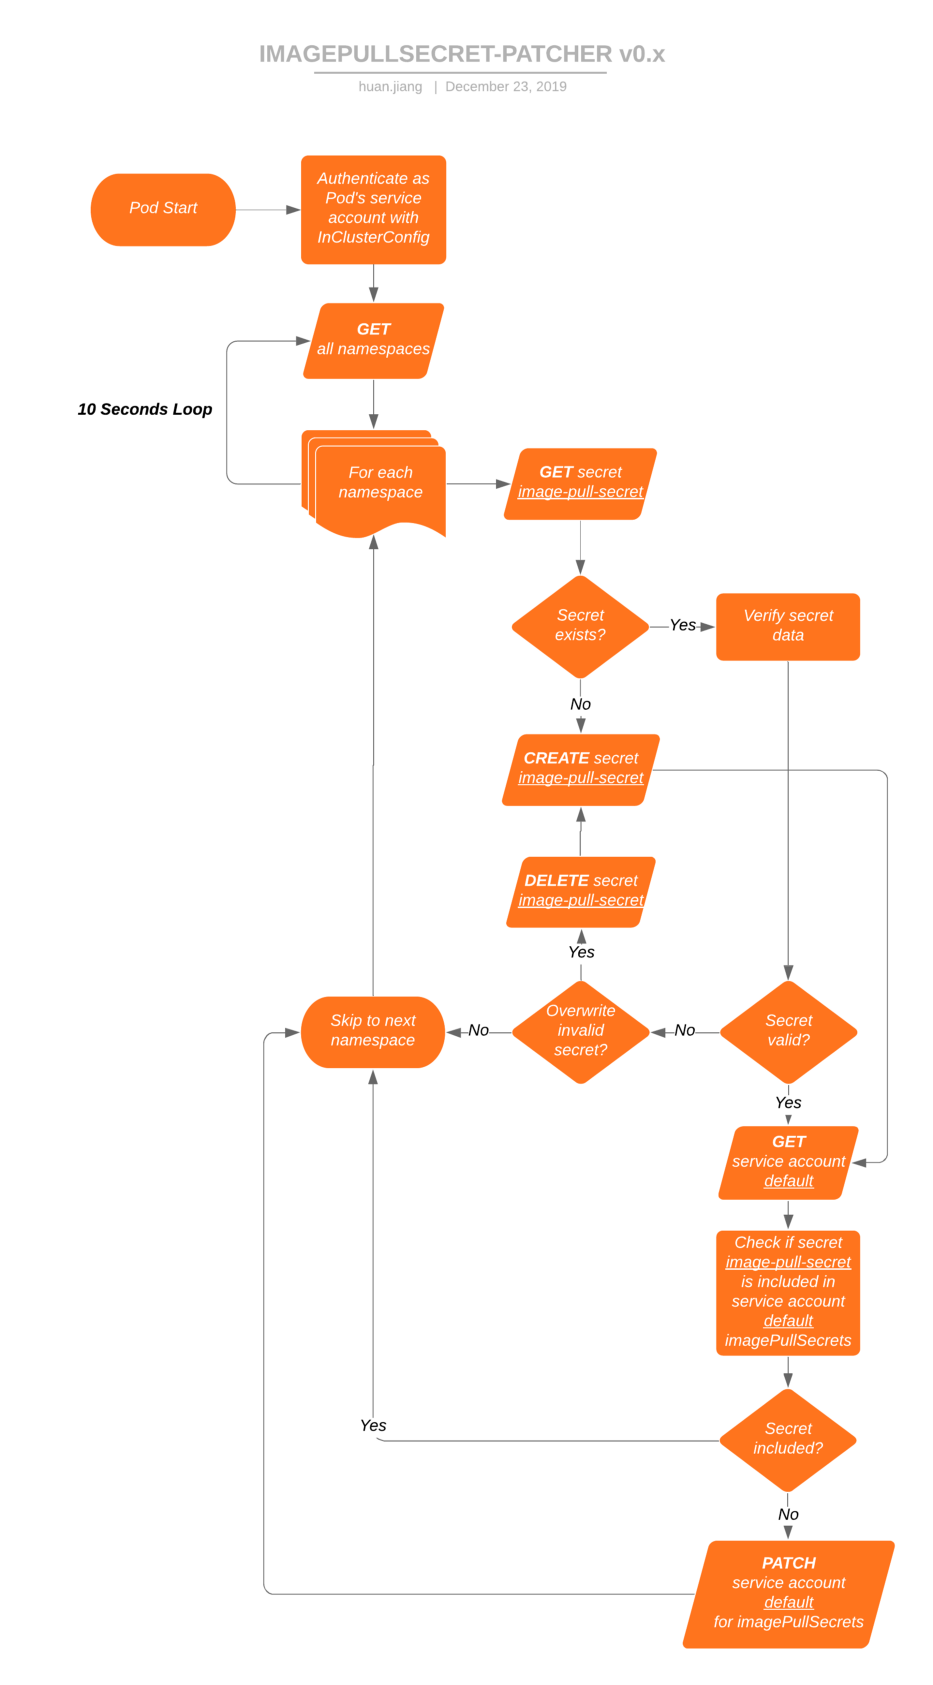 IMAGEPULLSECRET-PATCHER v0.x
huan.jiang | December 23, 2019
Pod Start
Authenticate as
Pod's service
account with
InClusterConfig
GET
all namespaces
10 Seconds Loop
For each
namespace
GET secret
image-pull-secret
Secret
exists?
Yes
Verify secret
data
No
CREATE secret
image-pull-secret
DELETE secret
image-pull-secret
Yes
Skip to next
namespace
No
Overwrite
invalid
secret?
No
Secret
valid?
Yes
GET
service account
default
Check if secret
image-pull-secret
is included in
service account
default
imagePullSecrets
Yes
Secret
included?
No
PATCH
service account
default
for imagePullSecrets